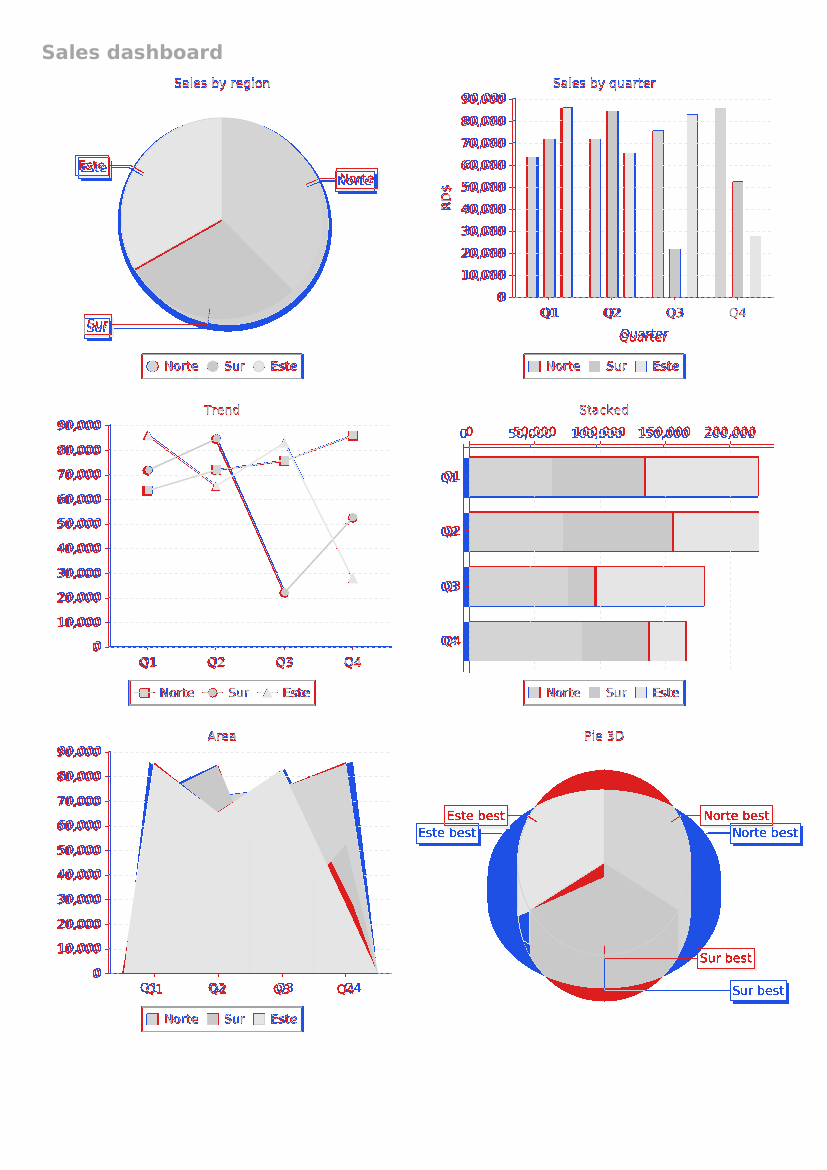 Sales dashboard
Sales by region
Este
Norte
Sur
Norte Sur Este
Sales by quarter
90,000
80,000
70,000
60,000
50,000
40,000
30,000
20,000
10,000
0
RD$
Q1 Q2 Q3 Q4
Quarter
Norte Sur Este
Trend
90,000
80,000
70,000
60,000
50,000
40,000
30,000
20,000
10,000
0
Q1 Q2 Q3 Q4
Norte Sur Este
Stacked
0 50,000 100,000 150,000 200,000
Q1
Q2
Q3
Q4
Norte Sur Este
Area
90,000
80,000
70,000
60,000
50,000
40,000
30,000
20,000
10,000
0
Q1 Q2 Q3 Q4
Norte Sur Este
Pie 3D
Este best
Norte best
Este best
Norte best
Sur best
Sur best